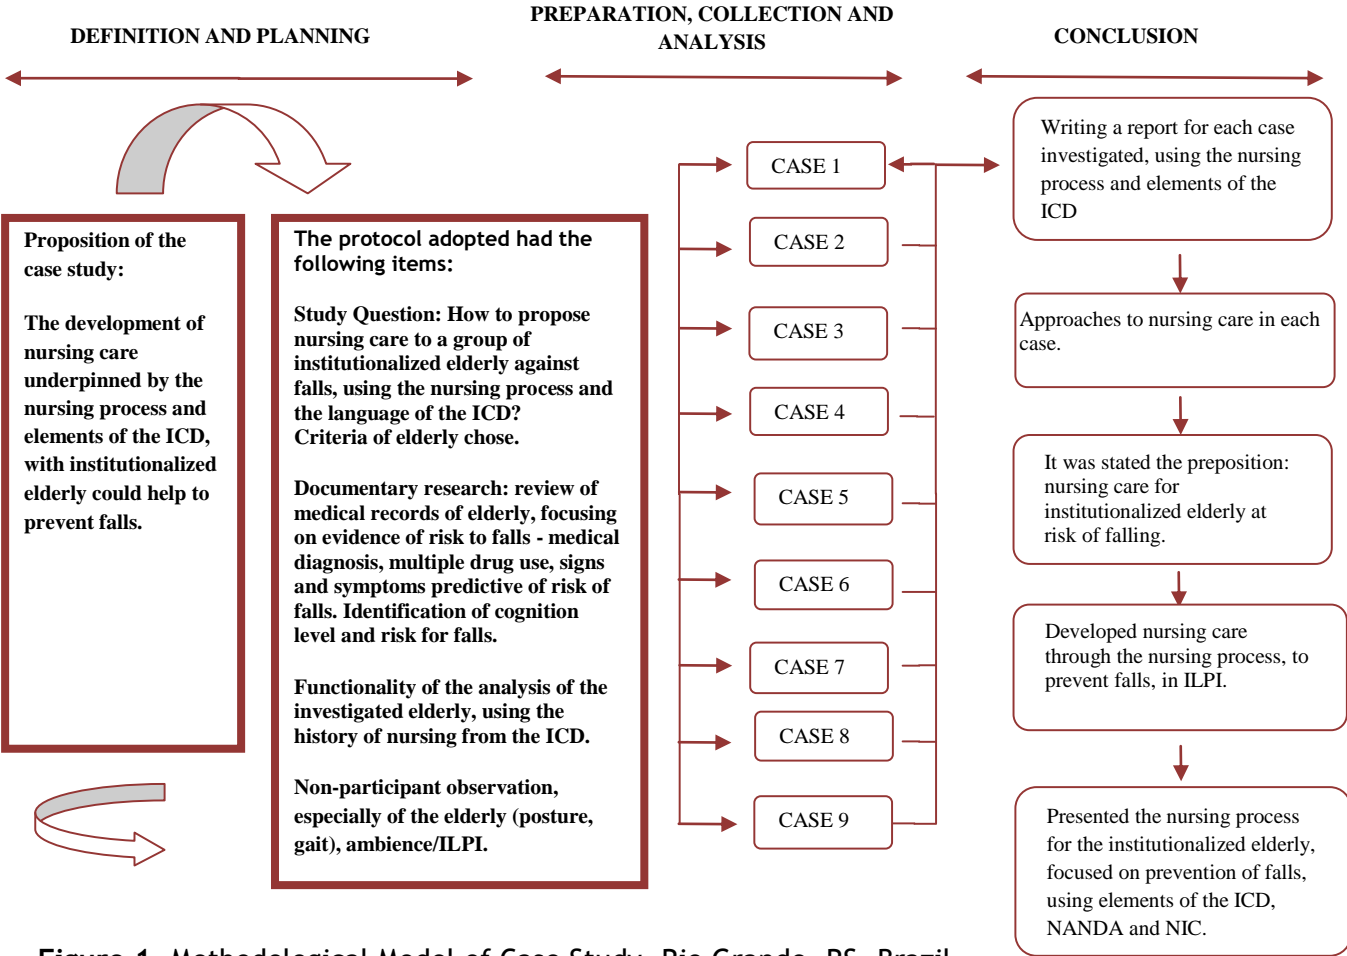 DEFINITION AND PLANNING
PREPARATION, COLLECTION AND
ANALYSIS
CONCLUSION
Proposition of the
case study:
The development of
nursing care
underpinned by the
nursing process and
elements of the ICD,
with institutionalized
elderly could help to
prevent falls.
The protocol adopted had the
following items:
Study Question: How to propose
nursing care to a group of
institutionalized elderly against
falls, using the nursing process and
the language of the ICD?
Criteria of elderly chose.
Documentary research: review of
medical records of elderly, focusing
on evidence of risk to falls - medical
diagnosis, multiple drug use, signs
and symptoms predictive of risk of
falls. Identification of cognition
level and risk for falls.
Functionality of the analysis of the
investigated elderly, using the
history of nursing from the ICD.
Non-participant observation,
especially of the elderly (posture,
gait), ambience/ILPI.
CASE 1
CASE 2
CASE 3
CASE 4
CASE 5
CASE 6
CASE 7
CASE 8
CASE 9
Writing a report for each case
investigated, using the nursing
process and elements of the
ICD
Approaches to nursing care in each
case.
It was stated the preposition:
nursing care for
institutionalized elderly at
risk of falling.
Developed nursing care
through the nursing process, to
prevent falls, in ILPI.
Presented the nursing process
for the institutionalized elderly,
focused on prevention of falls,
using elements of the ICD,
NANDA and NIC.
Figure 1. Methodological Model of Case Study. Rio Grande, RS, Brazil